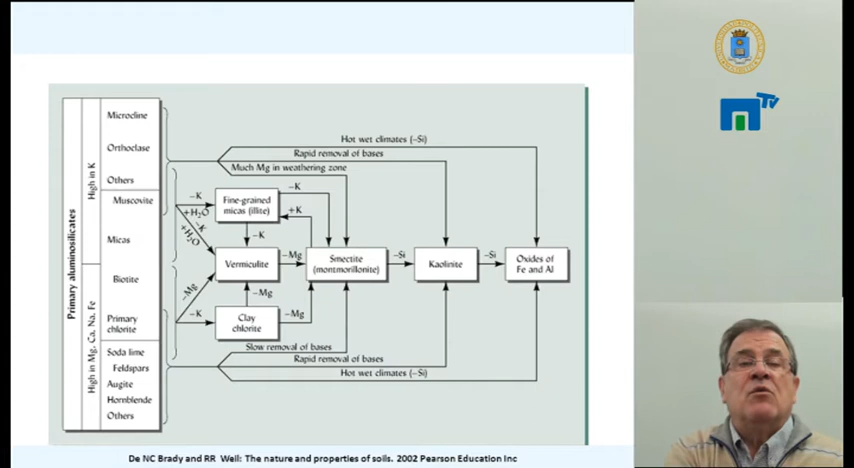 Tv
Primary aluminosilicates
High in K
High in Mg, Ca, Na, Fe
Microcline
Orthoclase
Others
Muscovite
Micas
Biotite
Primary
chlorite
Soda lime
Feldspars
Augite
Hornblende
Others
Hot wet climates (−Si)
Rapid removal of bases
Much Mg in weathering zone
−K
+H₂O
−K
+H₂O
Fine-grained
micas (illite)
−K
+K
−K
Vermiculite
−Mg
Smectite
(montmorillonite)
−Si
Kaolinite
−Si
Oxides of
Fe and Al
−Mg
−K
−Mg
Clay
chlorite
−Mg
Slow removal of bases
Rapid removal of bases
Hot wet climates (−Si)
De NC Brady and RR Weil: The nature and properties of soils. 2002 Pearson Education Inc